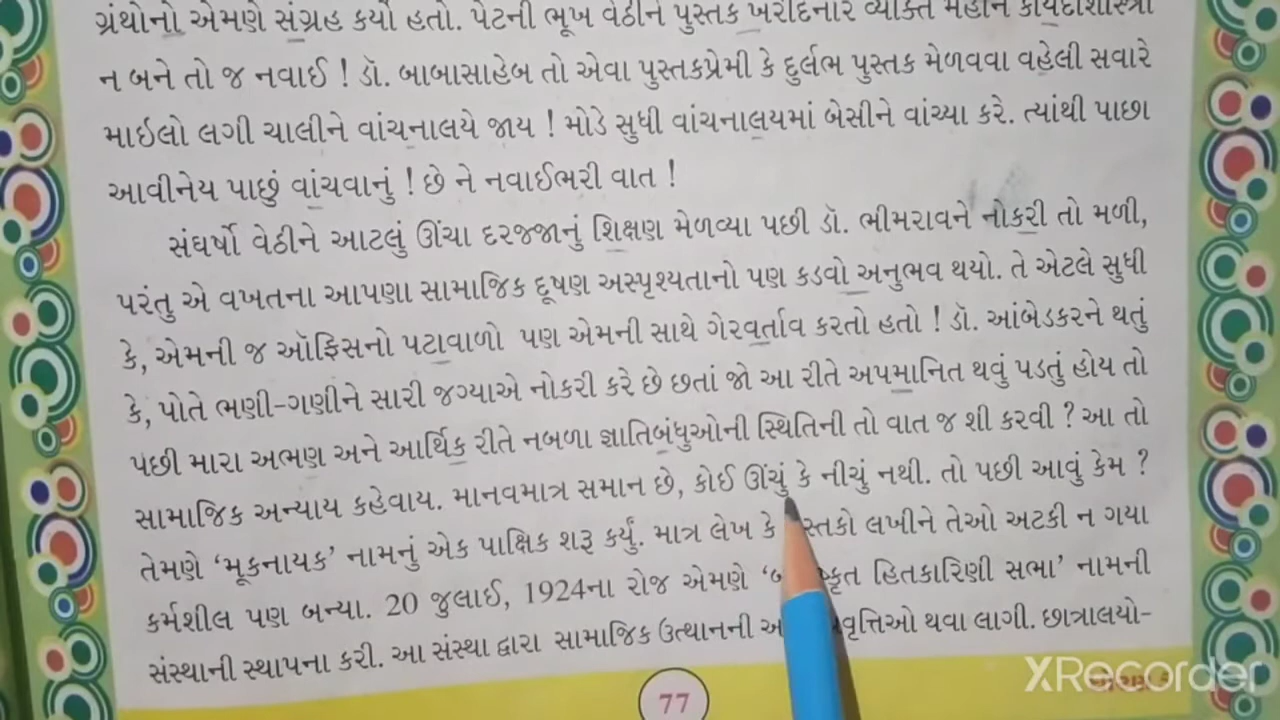 ગ્રંથોનો એમણે સંગ્રહ કર્યો હતો. પેટની ભૂખ વેઠીને પુસ્તક ખરીદનાર વ્યક્તિ મહાન કાયદાશાસ્ત્રી
ન બને તો જ નવાઈ ! ડૉ. બાબાસાહેબ તો એવા પુસ્તકપ્રેમી કે દુર્લભ પુસ્તક મેળવવા વહેલી સવારે
માઇલો લગી ચાલીને વાંચનાલયે જાય ! મોડે સુધી વાંચનાલયમાં બેસીને વાંચ્યા કરે. ત્યાંથી પાછા
આવીનેય પાછું વાંચવાનું ! છે ને નવાઈભરી વાત !
સંઘર્ષો વેઠીને આટલું ઊંચા દરજ્જાનું શિક્ષણ મેળવ્યા પછી ડૉ. ભીમરાવને નોકરી તો મળી,
પરંતુ એ વખતના આપણા સામાજિક દૂષણ અસ્પૃશ્યતાનો પણ કડવો અનુભવ થયો. તે એટલે સુધી
કે, એમની જ ઑફિસનો પટાવાળો પણ એમની સાથે ગેરવર્તાવ કરતો હતો ! ડૉ. આંબેડકરને થતું
કે, પોતે ભણી-ગણીને સારી જગ્યાએ નોકરી કરે છે છતાં જો આ રીતે અપમાનિત થવું પડતું હોય તો
પછી મારા અભણ અને આર્થિક રીતે નબળા જ્ઞાતિબંધુઓની સ્થિતિની તો વાત જ શી કરવી ? આ તો
સામાજિક અન્યાય કહેવાય. માનવમાત્ર સમાન છે, કોઈ ઊંચું કે નીચું નથી. તો પછી આવું કેમ ?
તેમણે ‘મૂકનાયક’ નામનું એક પાક્ષિક શરૂ કર્યું. માત્ર લેખ કે લખીને તેઓ અટકી ન ગયા
કર્મશીલ પણ બન્યા. 20 જુલાઈ, 1924ના રોજ એમણે હિતકારિણી સભા’ નામની
સંસ્થાની સ્થાપના કરી. આ સંસ્થા દ્વારા સામાજિક ઉત્થાનની થવા લાગી. છાત્રાલયો-
77
XRecorder